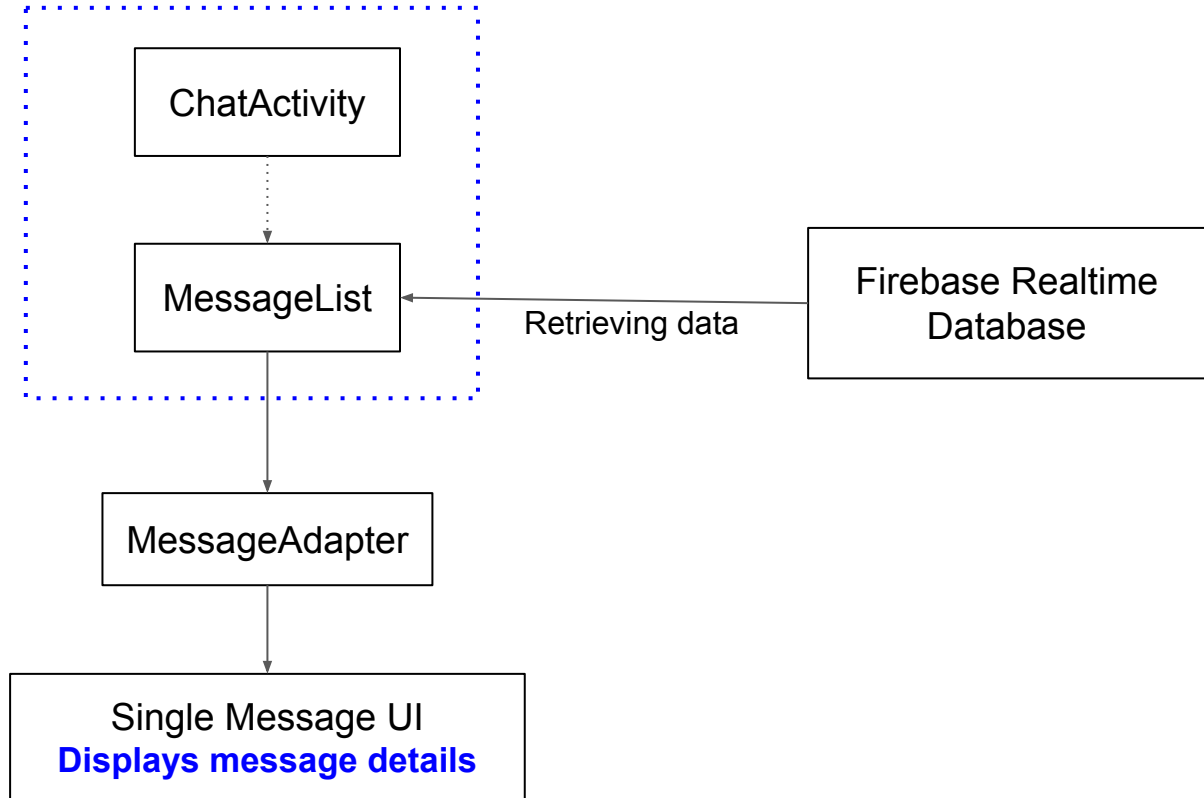 ChatActivity
MessageList
Retrieving data
Firebase Realtime
Database
MessageAdapter
Single Message UI
Displays message details